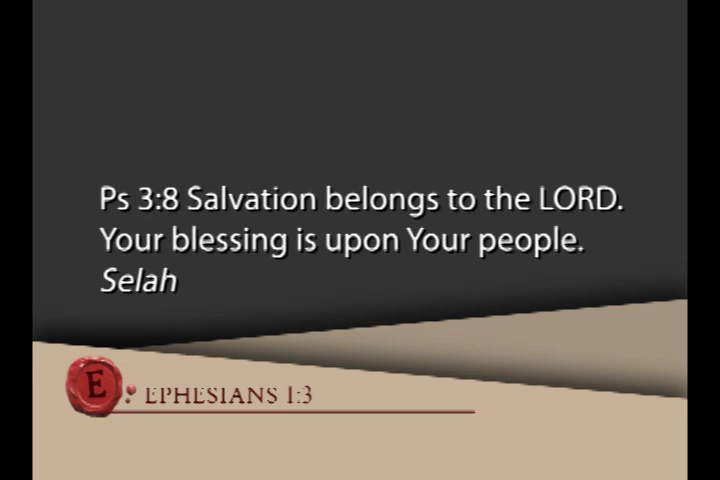 Ps 3:8 Salvation belongs to the LORD.
Your blessing is upon Your people.
Selah
E
EPHESIANS 1:3